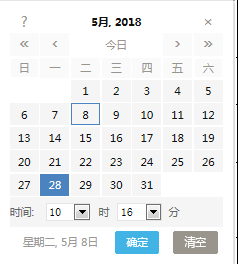 ? 5月, 2018 ×
« ‹ 今日 › »
日 一 二 三 四 五 六
1 2 3 4 5
6 7 8 9 10 11 12
13 14 15 16 17 18 19
20 21 22 23 24 25 26
27 28 29 30 31
时间: 10 时 16 分
星期二, 5月 8日 确定 清空